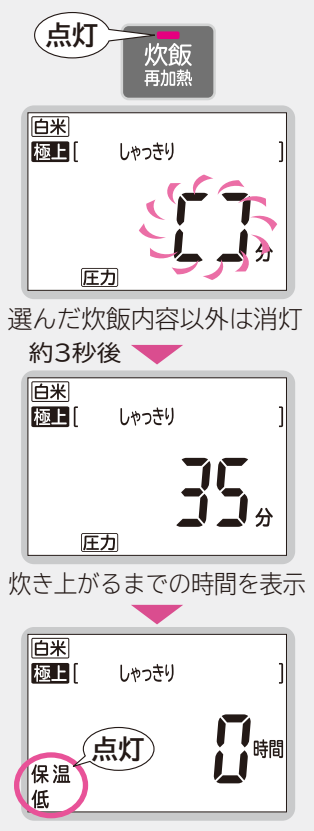 点灯
炊飯
再加熱
白米
極上[ しゃっきり ]
分
圧力
選んだ炊飯内容以外は消灯
約3秒後
白米
極上[ しゃっきり ]
35分
圧力
炊き上がるまでの時間を表示
白米
極上[ しゃっきり ]
点灯
0時間
保温
低